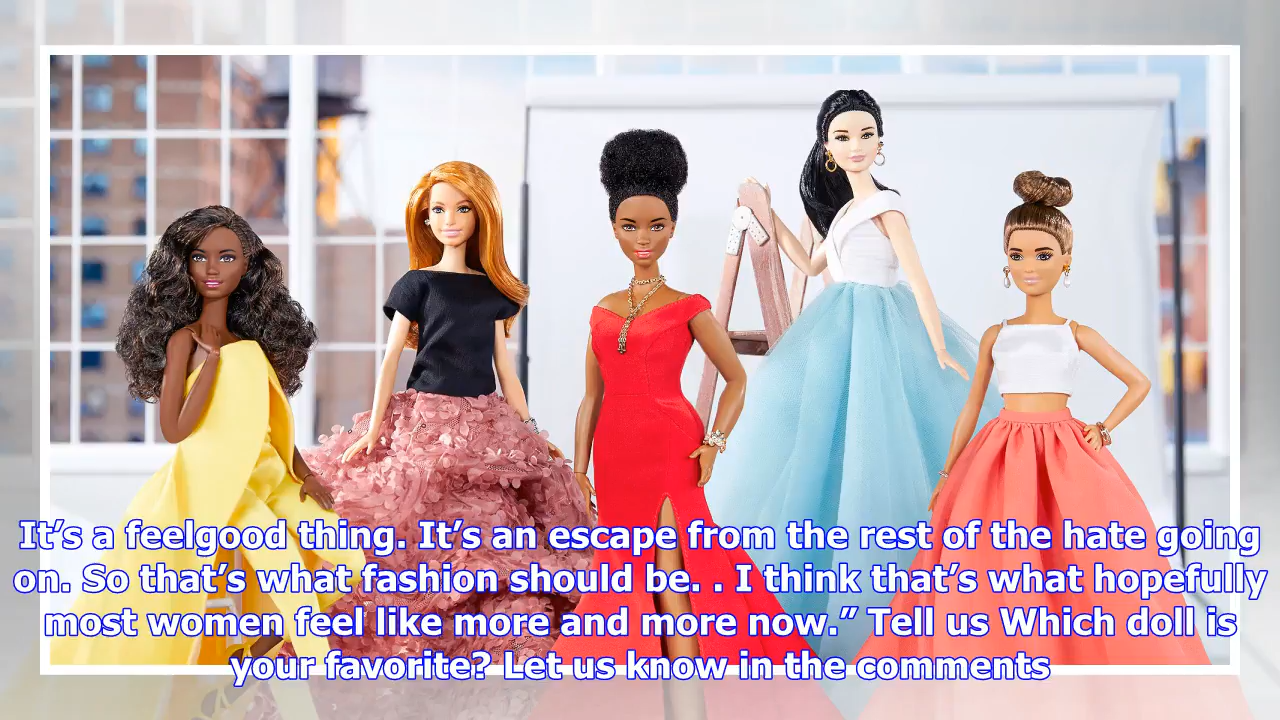 It’s a feelgood thing. It’s an escape from the rest of the hate going
on. So that’s what fashion should be. . I think that’s what hopefully
most women feel like more and more now.” Tell us Which doll is
your favorite? Let us know in the comments